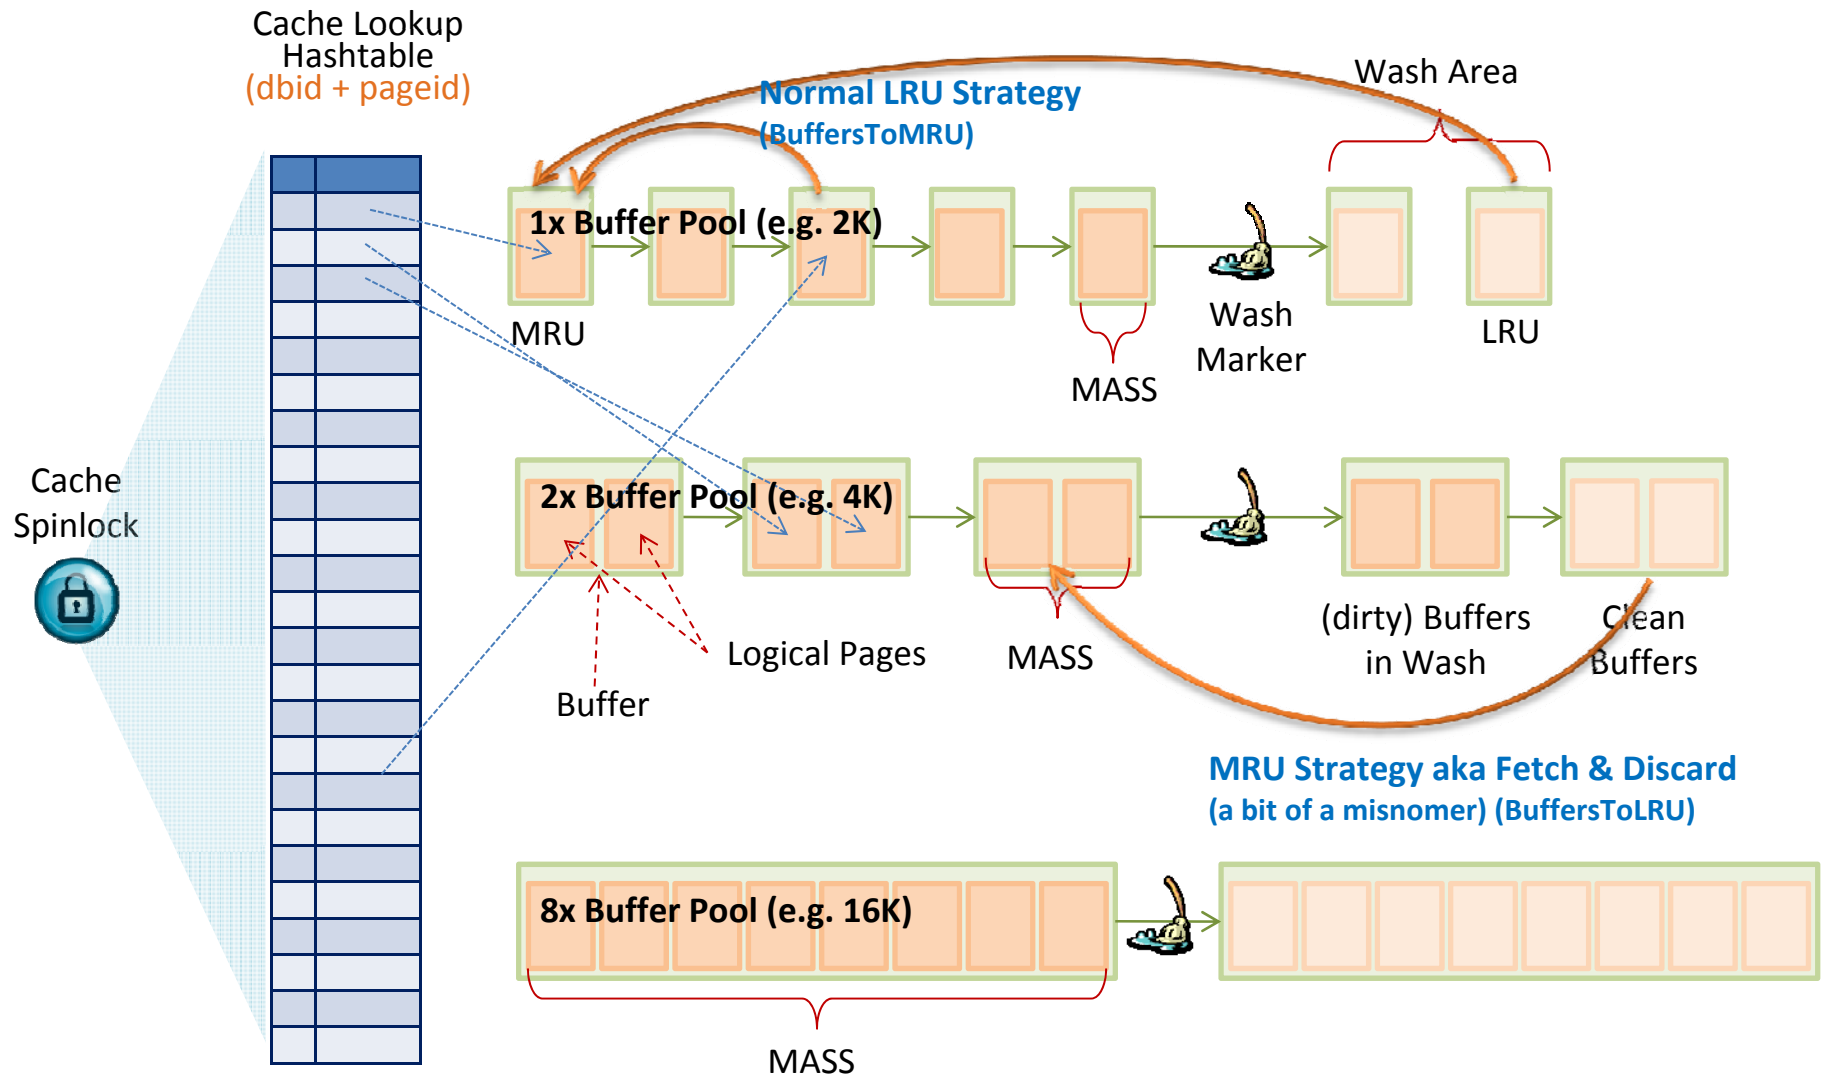 Cache Lookup
Hashtable
(dbid + pageid)
Wash Area
Normal LRU Strategy
(BuffersToMRU)
1x Buffer Pool (e.g. 2K)
MRU
Wash
Marker
LRU
MASS
Cache
Spinlock
2x Buffer Pool (e.g. 4K)
(dirty) Buffers
in Wash
Clean
Buffers
Logical Pages
MASS
Buffer
MRU Strategy aka Fetch & Discard
(a bit of a misnomer) (BuffersToLRU)
8x Buffer Pool (e.g. 16K)
MASS